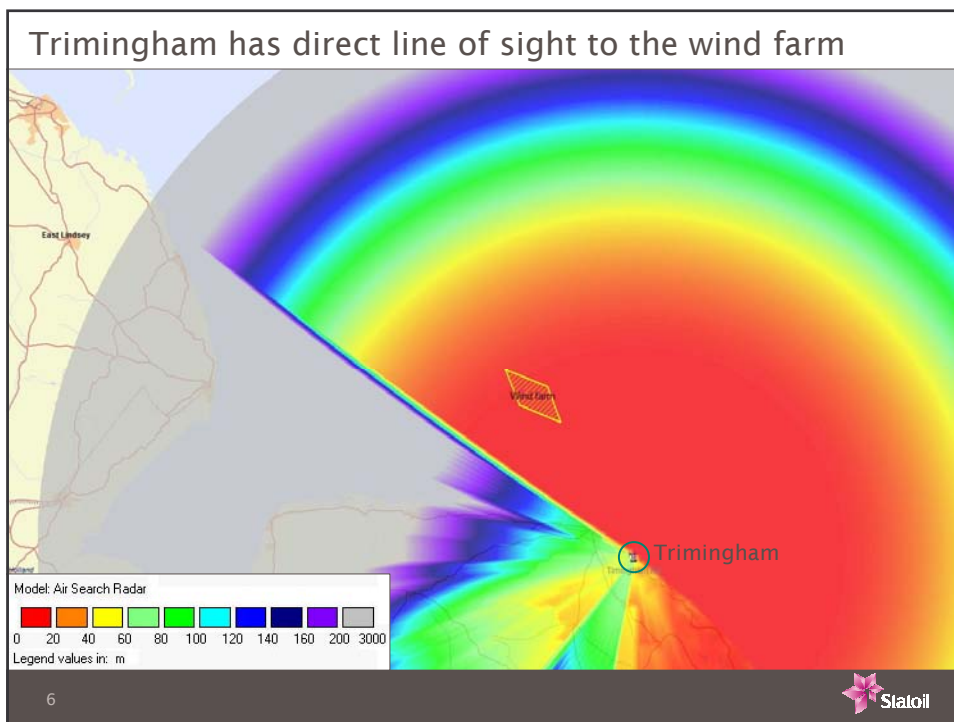 Trimingham has direct line of sight to the wind farm
East Lindsey
Wind farm
Trimingham
Model: Air Search Radar
0 20 40 60 80 100 120 140 160 200 3000
Legend values in: m
6
Statoil